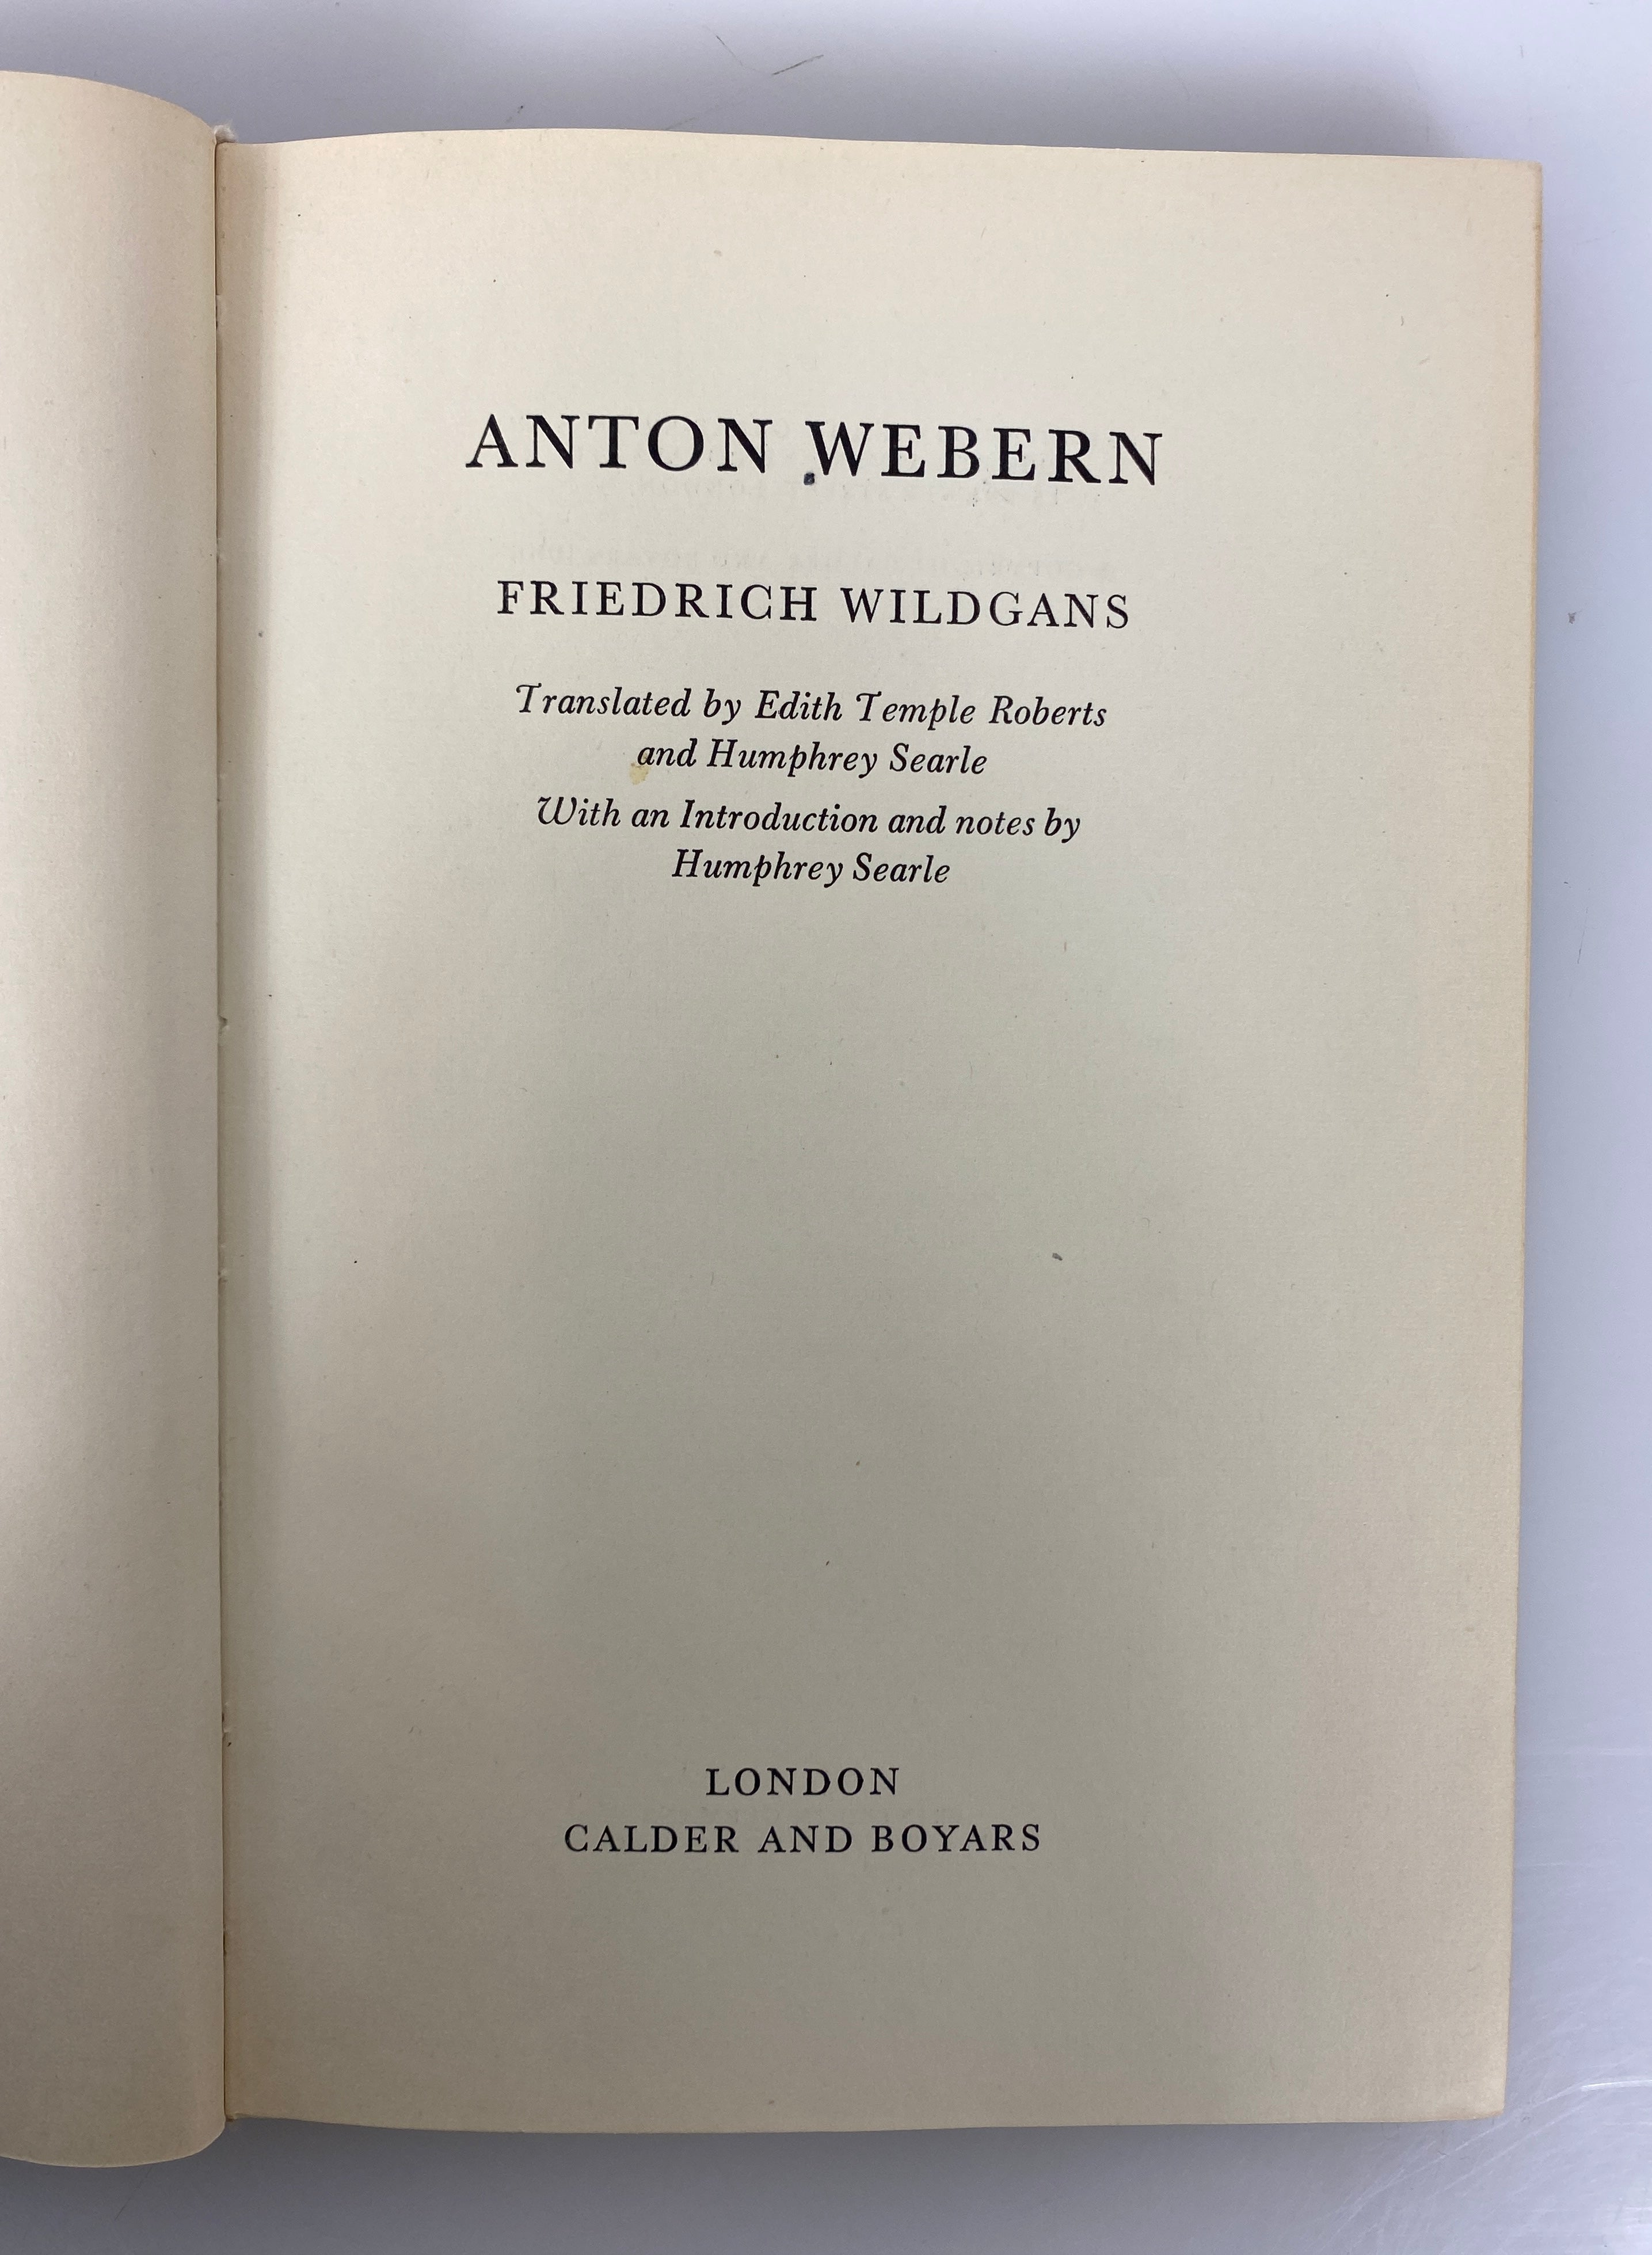 ANTON WEBERN
FRIEDRICH WILDGANS
Translated by Edith Temple Roberts
and Humphrey Searle
With an Introduction and notes by
Humphrey Searle
LONDON
CALDER AND BOYARS